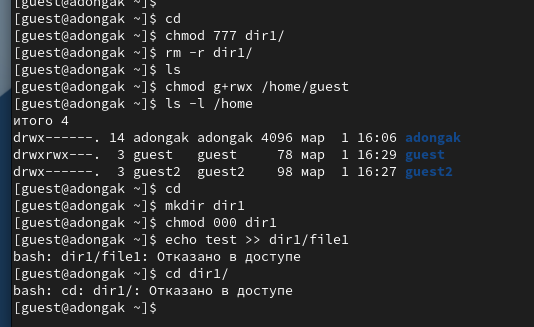 [guest@adongak ~]$
[guest@adongak ~]$ cd
[guest@adongak ~]$ chmod 777 dir1/
[guest@adongak ~]$ rm -r dir1/
[guest@adongak ~]$ ls
[guest@adongak ~]$ chmod g+rwx /home/guest
[guest@adongak ~]$ ls -l /home
итого 4
drwx------. 14 adongak adongak 4096 мар  1 16:06 adongak
drwxrwx---.  3 guest   guest     78 мар  1 16:29 guest
drwx------.  3 guest2  guest2    98 мар  1 16:27 guest2
[guest@adongak ~]$ cd
[guest@adongak ~]$ mkdir dir1
[guest@adongak ~]$ chmod 000 dir1
[guest@adongak ~]$ echo test >> dir1/file1
bash: dir1/file1: Отказано в доступе
[guest@adongak ~]$ cd dir1/
bash: cd: dir1/: Отказано в доступе
[guest@adongak ~]$